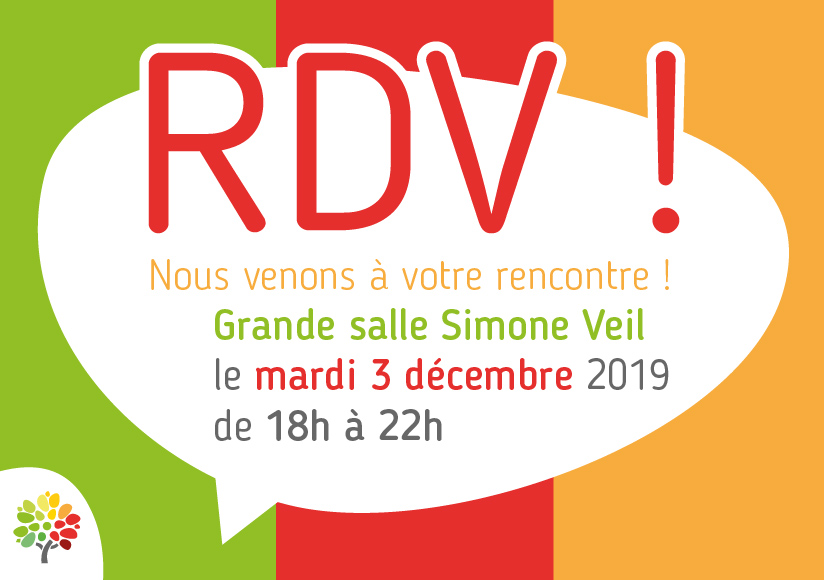 RDV !
Nous venons à votre rencontre !
Grande salle Simone Veil
le mardi 3 décembre 2019
de 18h à 22h